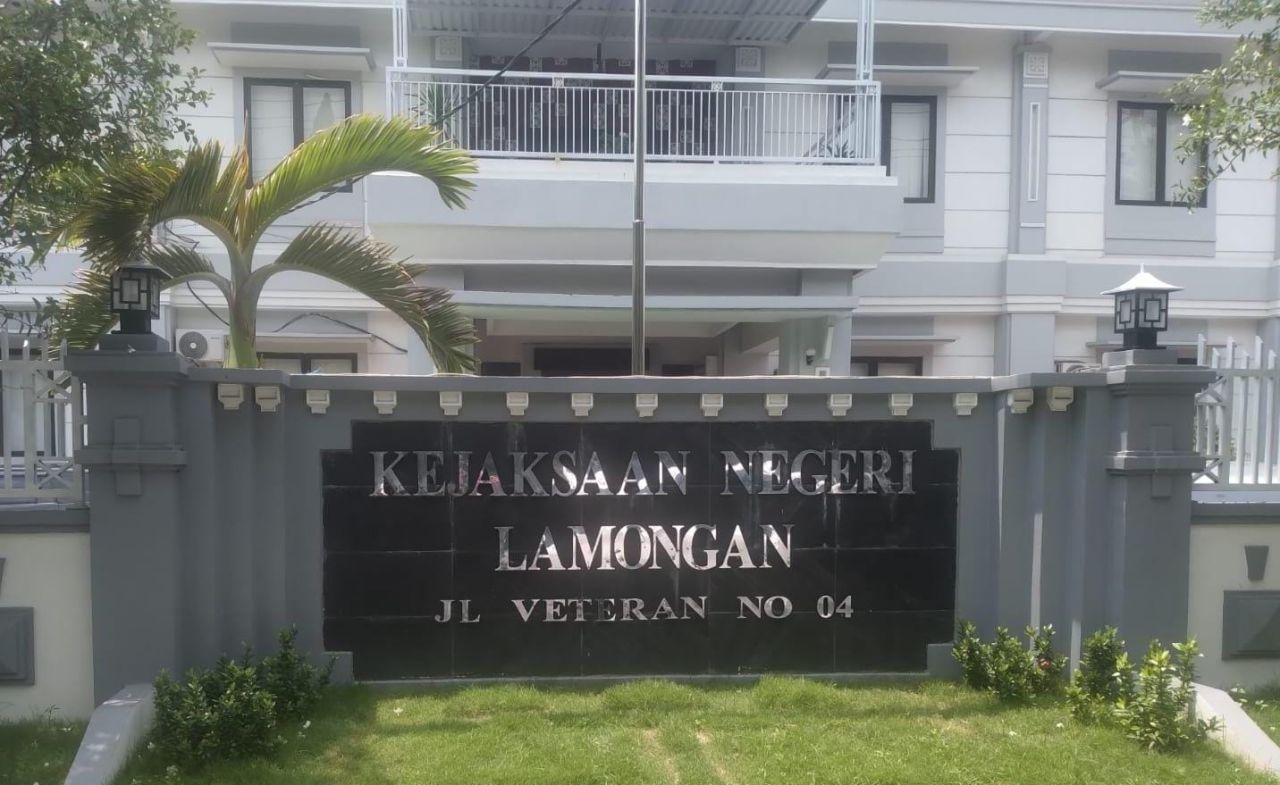 KEJAKSAAN NEGERI
LAMONGAN
JL VETERAN NO 04